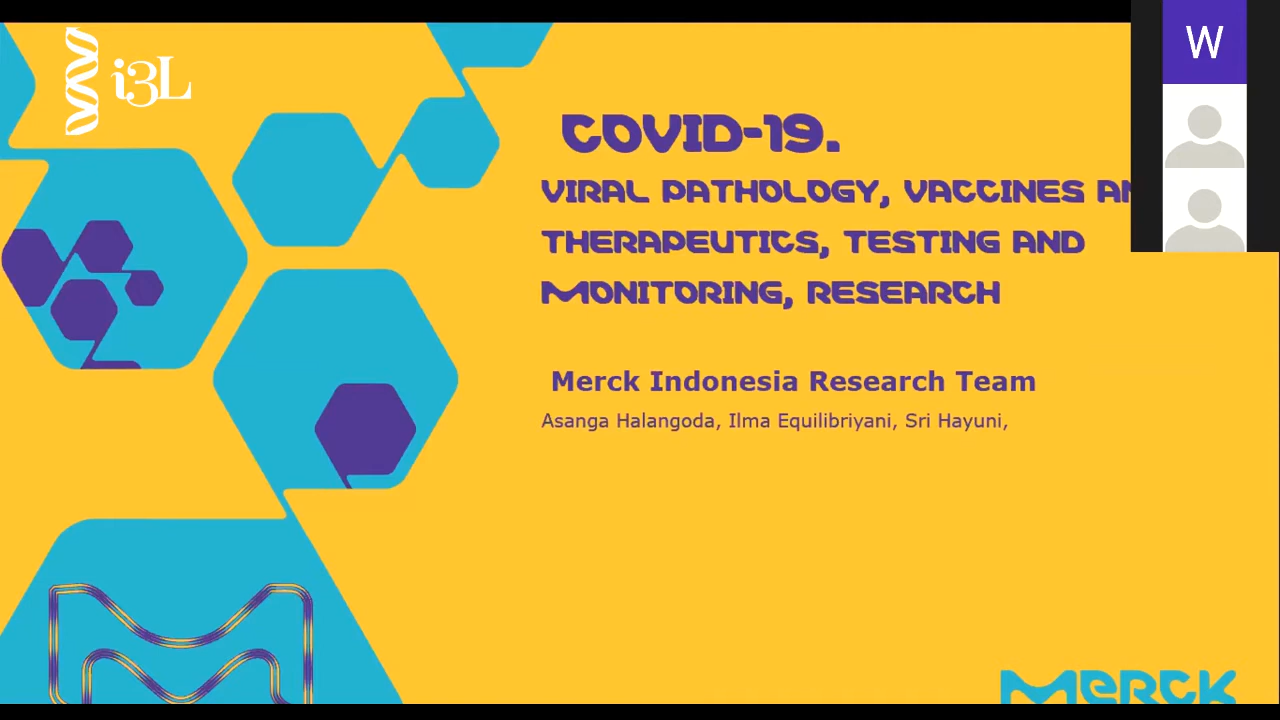 i3L
W
COVID-19.
VIRAL PATHOLOGY, VACCINES
THERAPEUTICS, TESTING AND
MONITORING, RESEARCH
Merck Indonesia Research Team
Asanga Halangoda, Ilma Equilibriyani, Sri Hayuni,
MERCK